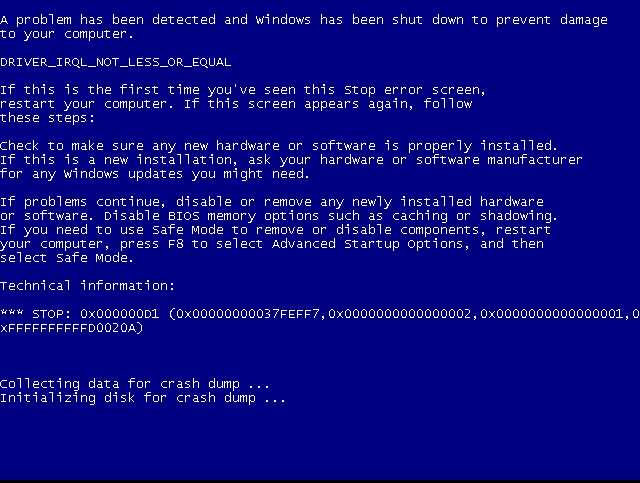 A problem has been detected and Windows has been shut down to prevent damage
to your computer.
DRIVER_IRQL_NOT_LESS_OR_EQUAL
If this is the first time you've seen this Stop error screen,
restart your computer. If this screen appears again, follow
these steps:
Check to make sure any new hardware or software is properly installed.
If this is a new installation, ask your hardware or software manufacturer
for any Windows updates you might need.
If problems continue, disable or remove any newly installed hardware
or software. Disable BIOS memory options such as caching or shadowing.
If you need to use Safe Mode to remove or disable components, restart
your computer, press F8 to select Advanced Startup Options, and then
select Safe Mode.
Technical information:
*** STOP: 0x000000D1 (0x00000000037FEFF7,0x0000000000000002,0x0000000000000001,0
xFFFFFFFFFFD0020A)
Collecting data for crash dump ...
Initializing disk for crash dump ...